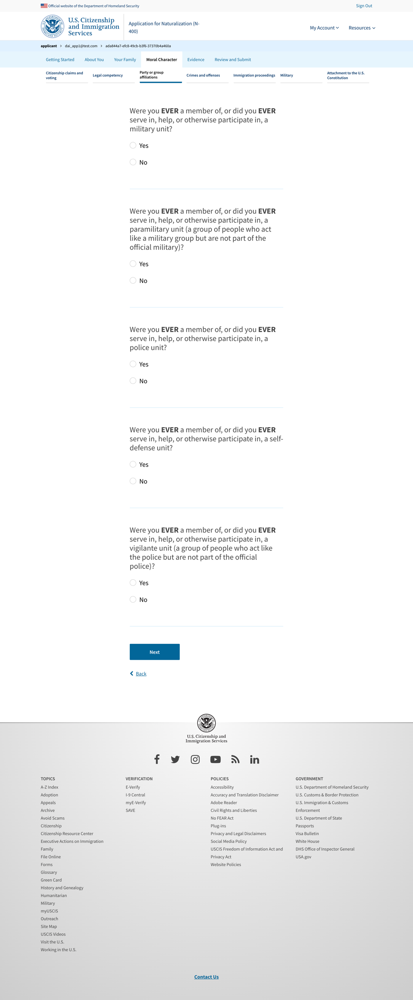 Official website of the Department of Homeland Security
Sign Out
U.S. Citizenship
and Immigration
Services
Application for Naturalization (N-
400)
My Account
Resources
applicant > dai_app1@test.com > ada844a7-efc8-49cb-b3f6-37370b4a460a
Getting Started
About You
Your Family
Moral Character
Evidence
Review and Submit
Citizenship claims and
voting
Legal competency
Party or group
affiliations
Crimes and offenses
Immigration proceedings
Military
Attachment to the U.S.
Constitution
Were you EVER a member of, or did you EVER
serve in, help, or otherwise participate in, a
military unit?
Yes
No
Were you EVER a member of, or did you EVER
serve in, help, or otherwise participate in, a
paramilitary unit (a group of people who act
like a military group but are not part of the
official military)?
Yes
No
Were you EVER a member of, or did you EVER
serve in, help, or otherwise participate in, a
police unit?
Yes
No
Were you EVER a member of, or did you EVER
serve in, help, or otherwise participate in, a self-
defense unit?
Yes
No
Were you EVER a member of, or did you EVER
serve in, help, or otherwise participate in, a
vigilante unit (a group of people who act like
the police but are not part of the official
police)?
Yes
No
Next
Back
U.S. Citizenship and
Immigration Services
TOPICS
A-Z Index
Adoption
Appeals
Archive
Avoid Scams
Citizenship
Citizenship Resource Center
Executive Actions on Immigration
Family
File Online
Forms
Glossary
Green Card
History and Genealogy
Humanitarian
Military
myUSCIS
Outreach
Site Map
USCIS Videos
Visit the U.S.
Working in the U.S.
VERIFICATION
E-Verify
I-9 Central
myE-Verify
SAVE
POLICIES
Accessibility
Accuracy and Translation Disclaimer
Adobe Reader
Civil Rights and Liberties
No FEAR Act
Plug-ins
Privacy and Legal Disclaimers
Social Media Policy
USCIS Freedom of Information Act and
Privacy Act
Website Policies
GOVERNMENT
U.S. Department of Homeland Security
U.S. Customs & Border Protection
U.S. Immigration & Customs
Enforcement
U.S. Department of State
Passports
Visa Bulletin
White House
DHS Office of Inspector General
USA.gov
Contact Us